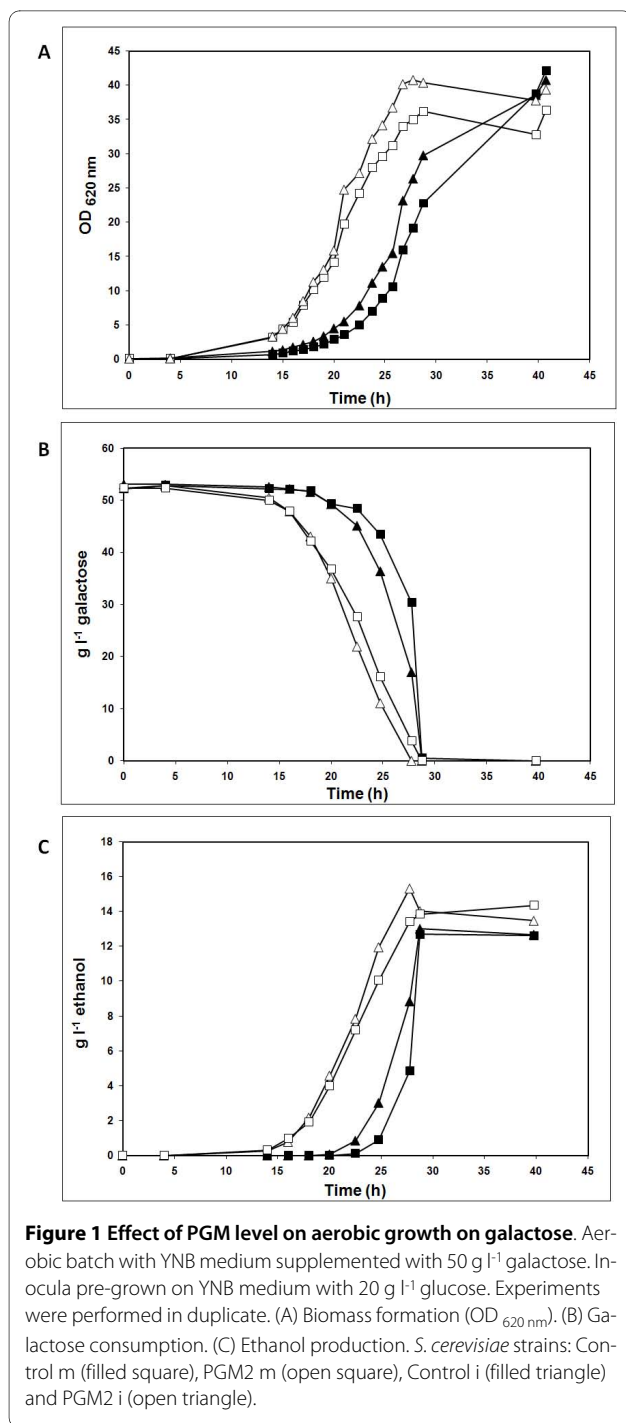 A
45
40
35
30
25
20
15
10
5
0
OD 620 nm
0 5 10 15 20 25 30 35 40 45
Time (h)
B
60
50
40
30
20
10
0
g l-1 galactose
0 5 10 15 20 25 30 35 40 45
Time (h)
C
18
16
14
12
10
8
6
4
2
0
g l-1 ethanol
0 5 10 15 20 25 30 35 40 45
Time (h)
Figure 1 Effect of PGM level on aerobic growth on galactose. Aer-
obic batch with YNB medium supplemented with 50 g l-1 galactose. In-
ocula pre-grown on YNB medium with 20 g l-1 glucose. Experiments
were performed in duplicate. (A) Biomass formation (OD 620 nm). (B) Ga-
lactose consumption. (C) Ethanol production. S. cerevisiae strains: Con-
trol m (filled square), PGM2 m (open square), Control i (filled triangle)
and PGM2 i (open triangle).